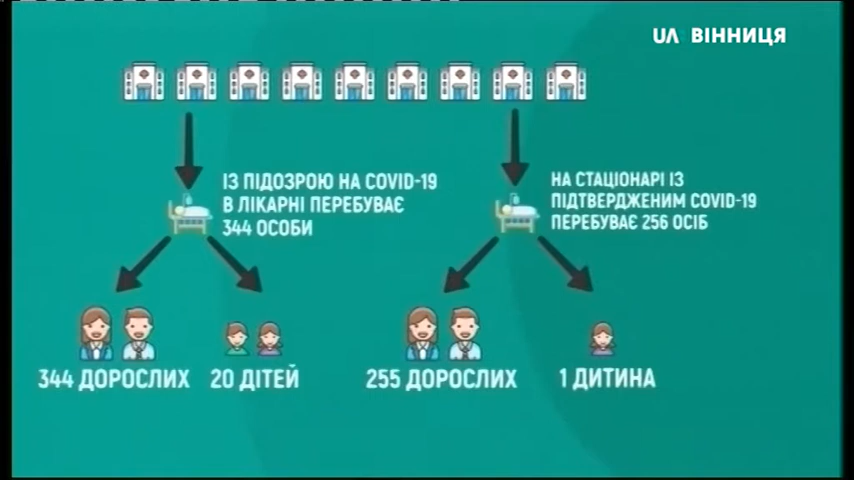 UA ВІННИЦЯ
ІЗ ПІДОЗРОЮ НА COVID-19
В ЛІКАРНІ ПЕРЕБУВАЄ
344 ОСОБИ
НА СТАЦІОНАРІ ІЗ
ПІДТВЕРДЖЕНИМ COVID-19
ПЕРЕБУВАЄ 256 ОСІБ
344 ДОРОСЛИХ
20 ДІТЕЙ
255 ДОРОСЛИХ
1 ДИТИНА